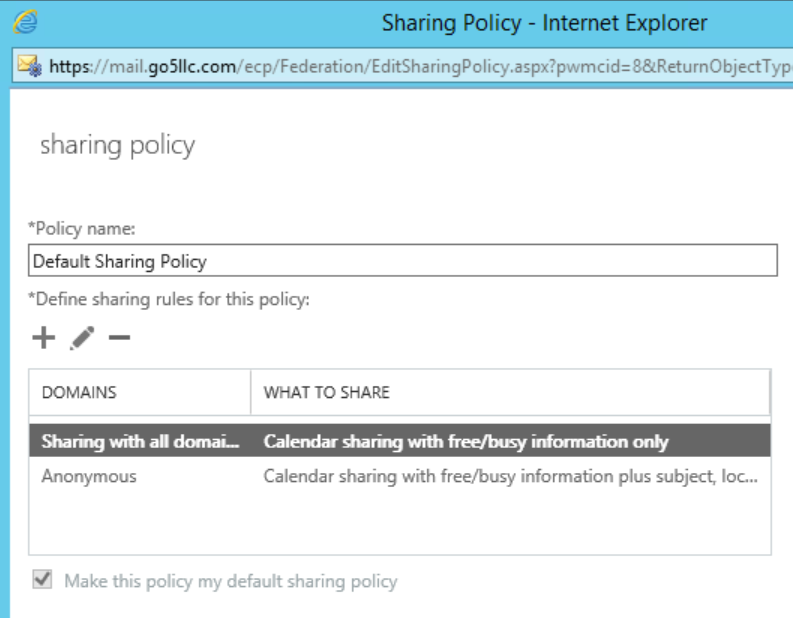 Sharing Policy - Internet Explorer
https://mail.go5llc.com/ecp/Federation/EditSharingPolicy.aspx?pwmcid=8&ReturnObjectTyp
sharing policy
*Policy name:
Default Sharing Policy
*Define sharing rules for this policy:
DOMAINS WHAT TO SHARE
Sharing with all domai... Calendar sharing with free/busy information only
Anonymous Calendar sharing with free/busy information plus subject, loc...
Make this policy my default sharing policy